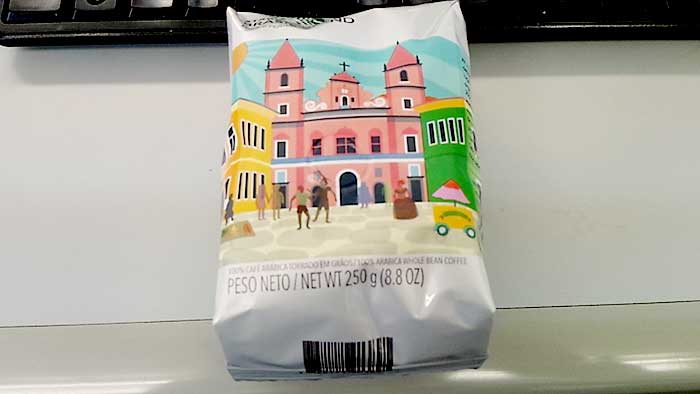 BLEND
100% CAFÉ ARÁBICA TORRADO EM GRÃOS / 100% ARABICA WHOLE BEAN COFFEE
PESO NETO / NET WT 250 g (8.8 OZ)